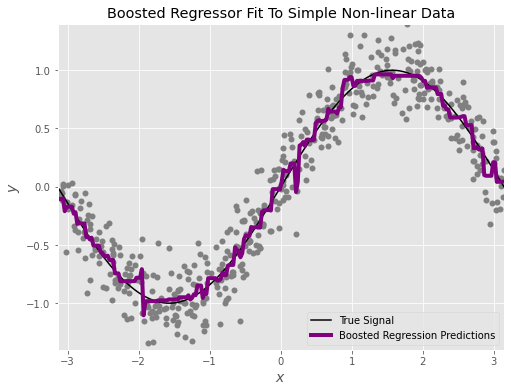 Boosted Regressor Fit To Simple Non-linear Data
1.0
0.5
0.0
−0.5
−1.0
y
True Signal
Boosted Regression Predictions
−3
−2
−1
0
1
2
3
x